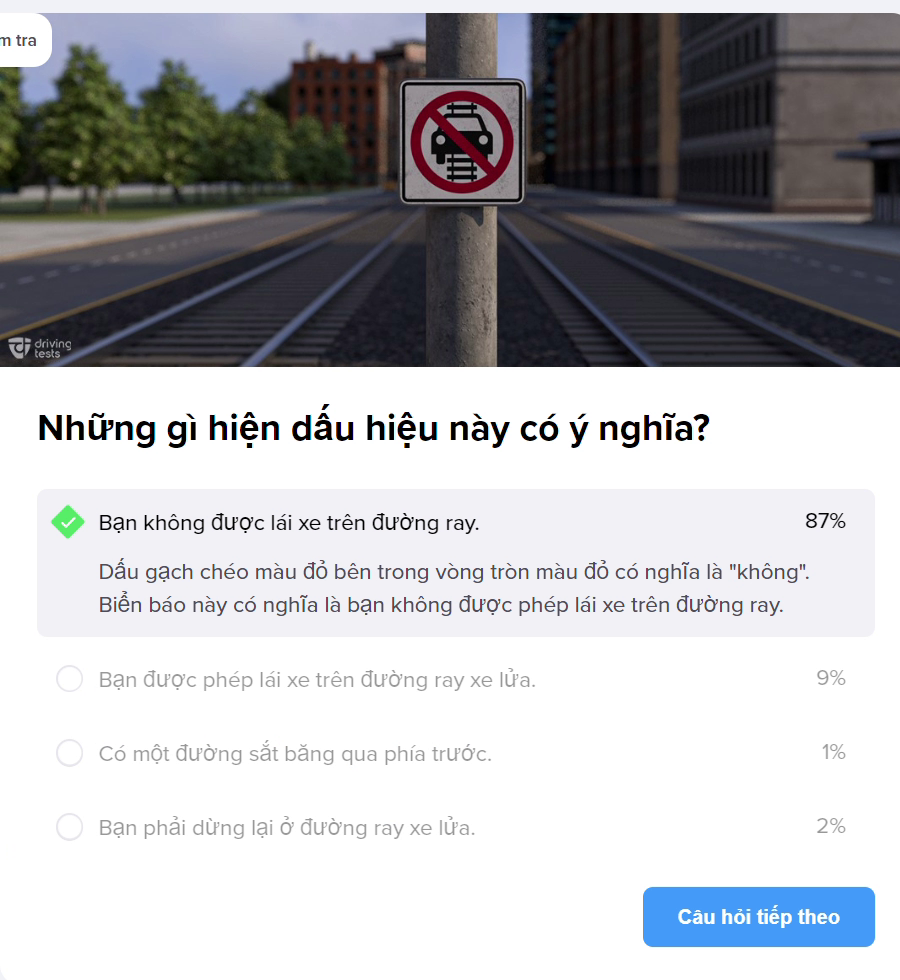 m tra
driving
tests
Những gì hiện dấu hiệu này có ý nghĩa?
Bạn không được lái xe trên đường ray.
87%
Dấu gạch chéo màu đỏ bên trong vòng tròn màu đỏ có nghĩa là "không".
Biển báo này có nghĩa là bạn không được phép lái xe trên đường ray.
Bạn được phép lái xe trên đường ray xe lửa.
9%
Có một đường sắt băng qua phía trước.
1%
Bạn phải dừng lại ở đường ray xe lửa.
2%
Câu hỏi tiếp theo